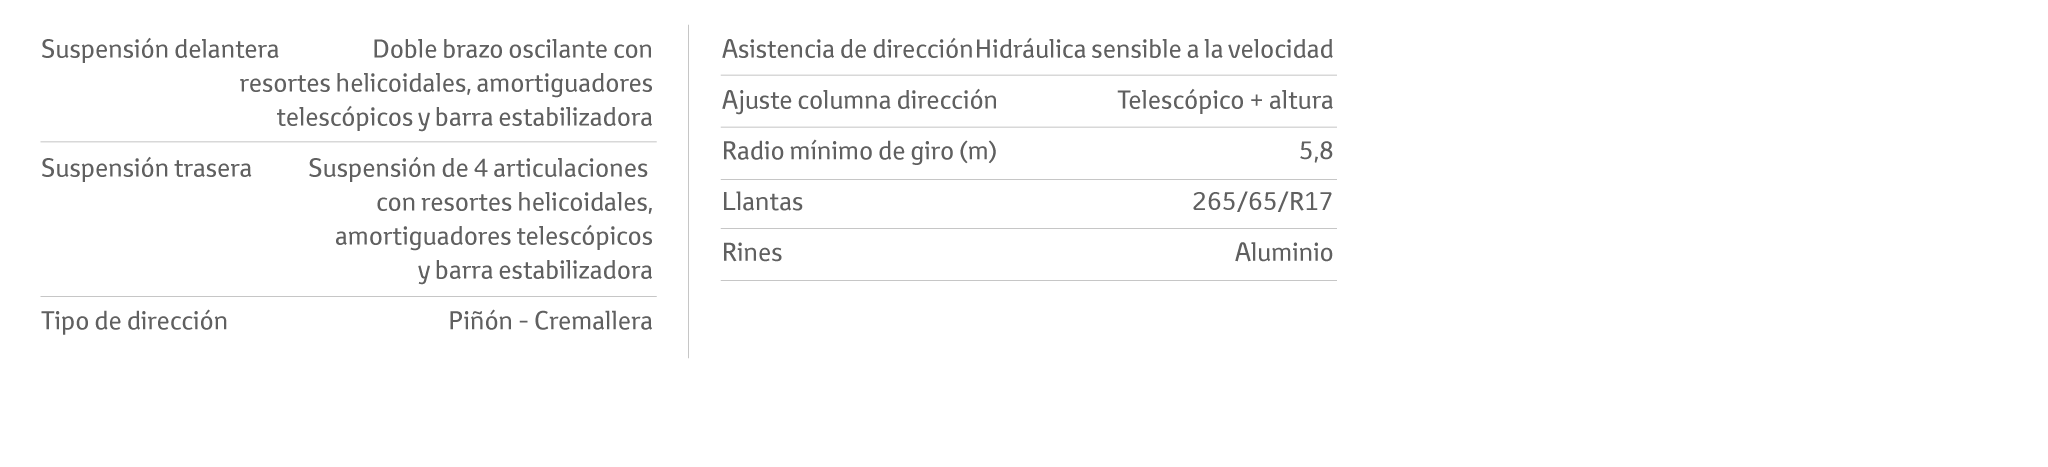 Suspensión delantera Doble brazo oscilante con
resortes helicoidales, amortiguadores
telescópicos y barra estabilizadora
Suspensión trasera Suspensión de 4 articulaciones
con resortes helicoidales,
amortiguadores telescópicos
y barra estabilizadora
Tipo de dirección Piñón - Cremallera
Asistencia de dirección Hidráulica sensible a la velocidad
Ajuste columna dirección Telescópico + altura
Radio mínimo de giro (m) 5,8
Llantas 265/65/R17
Rines Aluminio